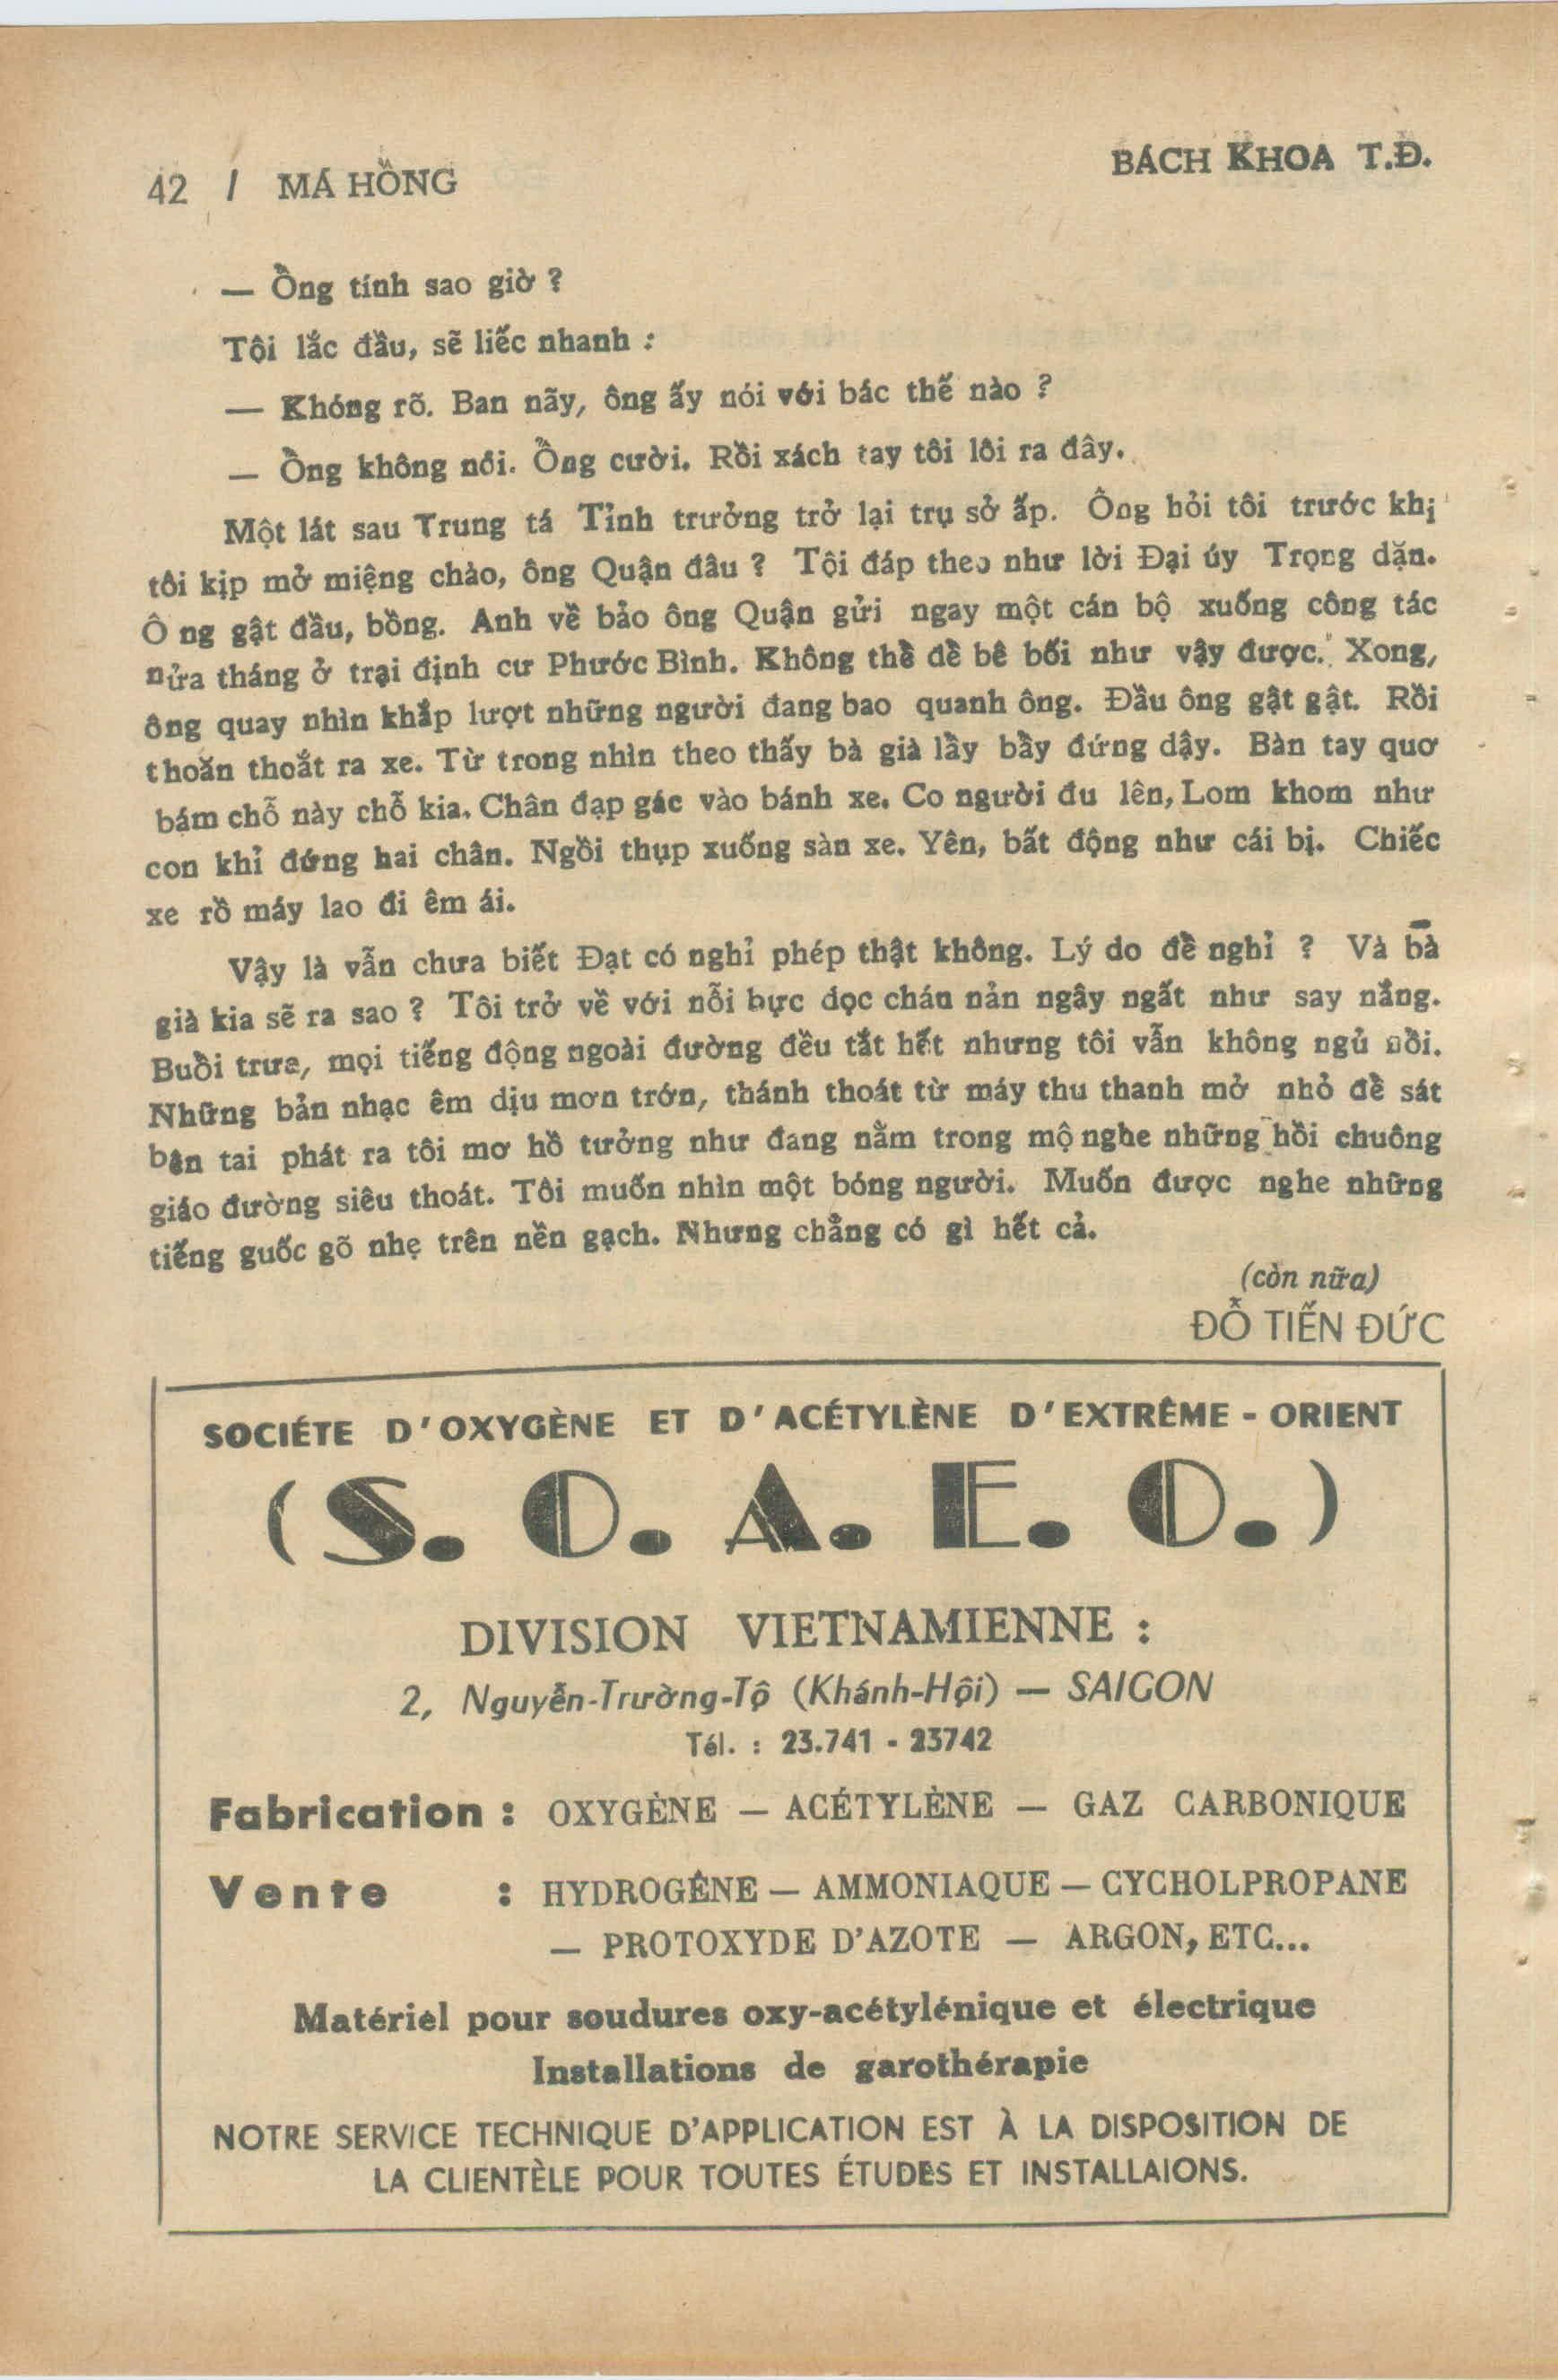 42 / MÁ HỒNG
BÁCH KHOA T.Đ.
— Ồng tính sao giờ ?
Tội lắc đầu, sẽ liếc nhanh :
— Khóng rõ. Ban nãy, ông ấy nói với bác thế nào ?
— Ồng không nói. Ồng cười. Rồi xách tay tôi lôi ra đây.
Một lát sau Trung tá Tỉnh trưởng trở lại trụ sở ấp. Ông hỏi tôi trước khị
tôi kịp mở miệng chào, ông Quận đâu ? Tội đáp theo như lời Đại úy Trọng dặn.
Ô ng gật đầu, bồng. Anh về bảo ông Quận gửi ngay một cán bộ xuống công tác
nửa tháng ở trại định cư Phước Bình. Không thề đề bê bối như vậy được. Xong,
ông quay nhìn khắp lượt những người đang bao quanh ông. Đầu ông gật gật. Rồi
thoăn thoắt ra xe. Từ trong nhìn theo thấy bà già lầy bầy đứng dậy. Bàn tay quơ
bám chỗ này chỗ kia. Chân đạp gác vào bánh xe. Co người đu lên, Lom khom như
con khỉ đứng hai chân. Ngồi thụp xuống sàn xe. Yên, bất động như cái bị. Chiếc
xe rồ máy lao đi êm ái.
Vậy là vẫn chưa biết Đạt có nghỉ phép thật không. Lý do đề nghỉ ? Và bà
già kia sẽ ra sao ? Tôi trở về với nỗi bực dọc chán nản ngây ngất như say nắng.
Buồi trưa, mọi tiếng động ngoài đường đều tắt hết nhưng tôi vẫn không ngủ nồi.
Những bản nhạc êm dịu mơn trớn, thánh thoát từ máy thu thanh mở nhỏ đề sát
bên tai phát ra tôi mơ hồ tưởng như đang nằm trong mộ nghe những hồi chuông
giáo đường siêu thoát. Tôi muốn nhìn một bóng người. Muốn được nghe những
tiếng guốc gõ nhẹ trên nền gạch. Nhưng chẳng có gì hết cả.
(còn nữa)
ĐỖ TIẾN ĐỨC
SOCIÉTE D'OXYGÈNE ET D'ACÉTYLÈNE D'EXTRÊME - ORIENT
(S. O. A. E. O.)
DIVISION VIETNAMIENNE :
2, Nguyễn-Trường-Tộ (Khánh-Hội) — SAIGON
Tél. : 23.741 - 23742
Fabrication : OXYGÈNE — ACÉTYLÈNE — GAZ CARBONIQUE
Vente : HYDROGÊNE — AMMONIAQUE — CYCHOLPROPANE
— PROTOXYDE D'AZOTE — ARGON, ETC...
Matériel pour soudures oxy-acétylénique et électrique
Installations de garothérapie
NOTRE SERVICE TECHNIQUE D'APPLICATION EST À LA DISPOSITION DE
LA CLIENTÈLE POUR TOUTES ÉTUDES ET INSTALLAIONS.